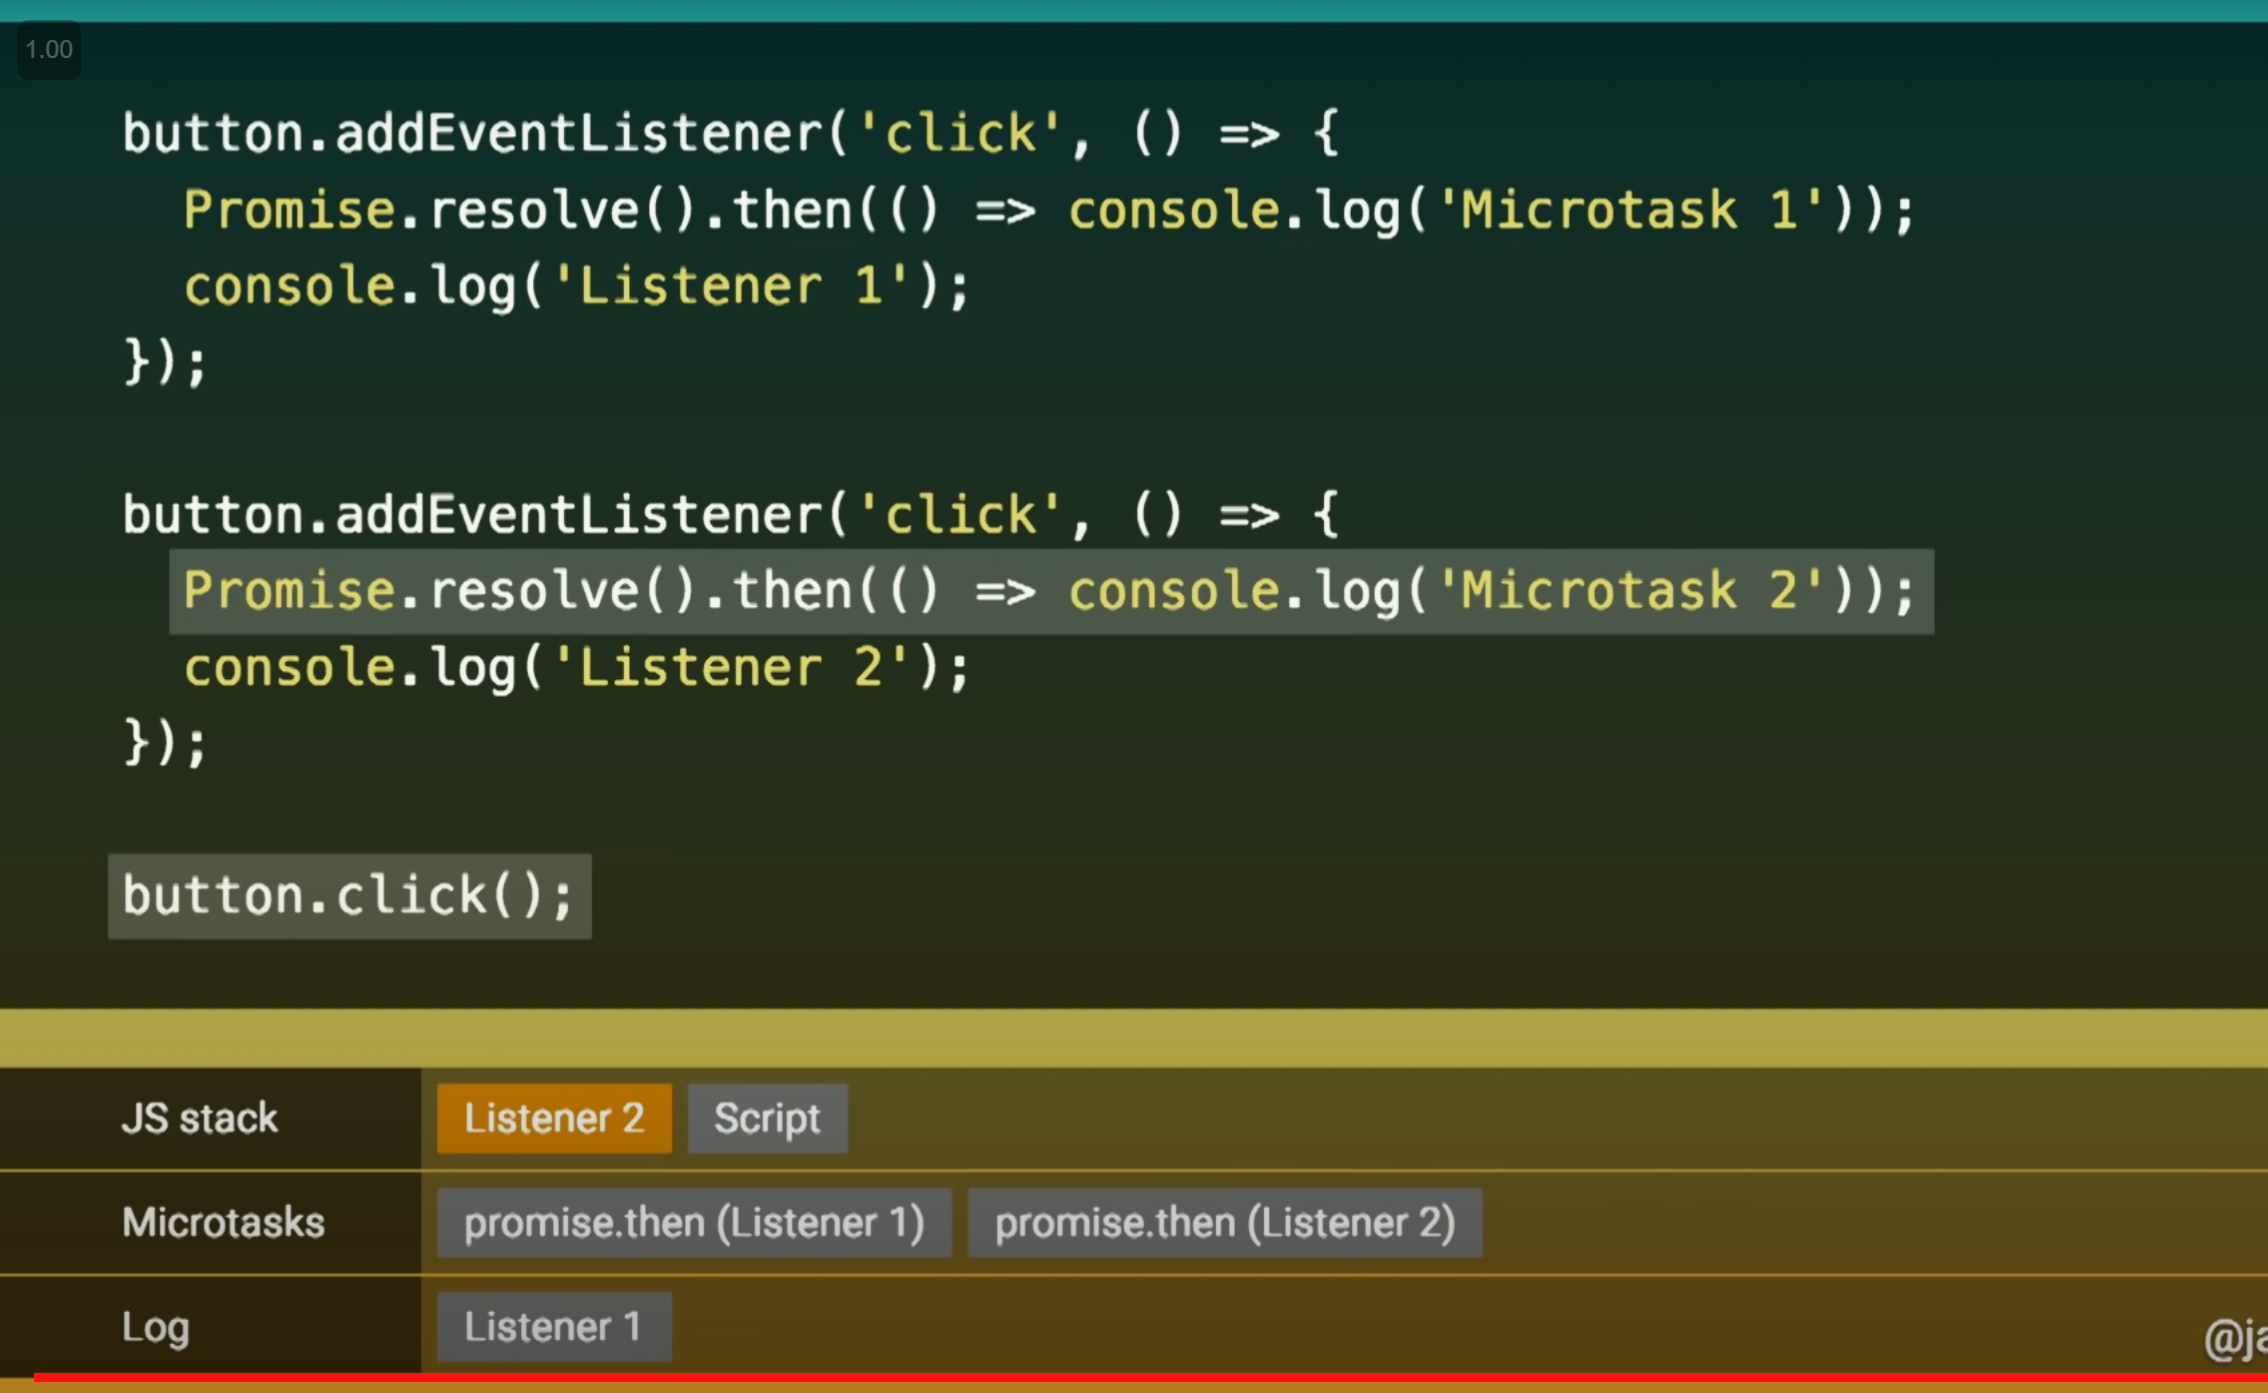 1.00
button.addEventListener('click', () => {
  Promise.resolve().then(() => console.log('Microtask 1'));
  console.log('Listener 1');
});
button.addEventListener('click', () => {
  Promise.resolve().then(() => console.log('Microtask 2'));
  console.log('Listener 2');
});
button.click();
JS stack Listener 2 Script
Microtasks promise.then (Listener 1) promise.then (Listener 2)
Log Listener 1